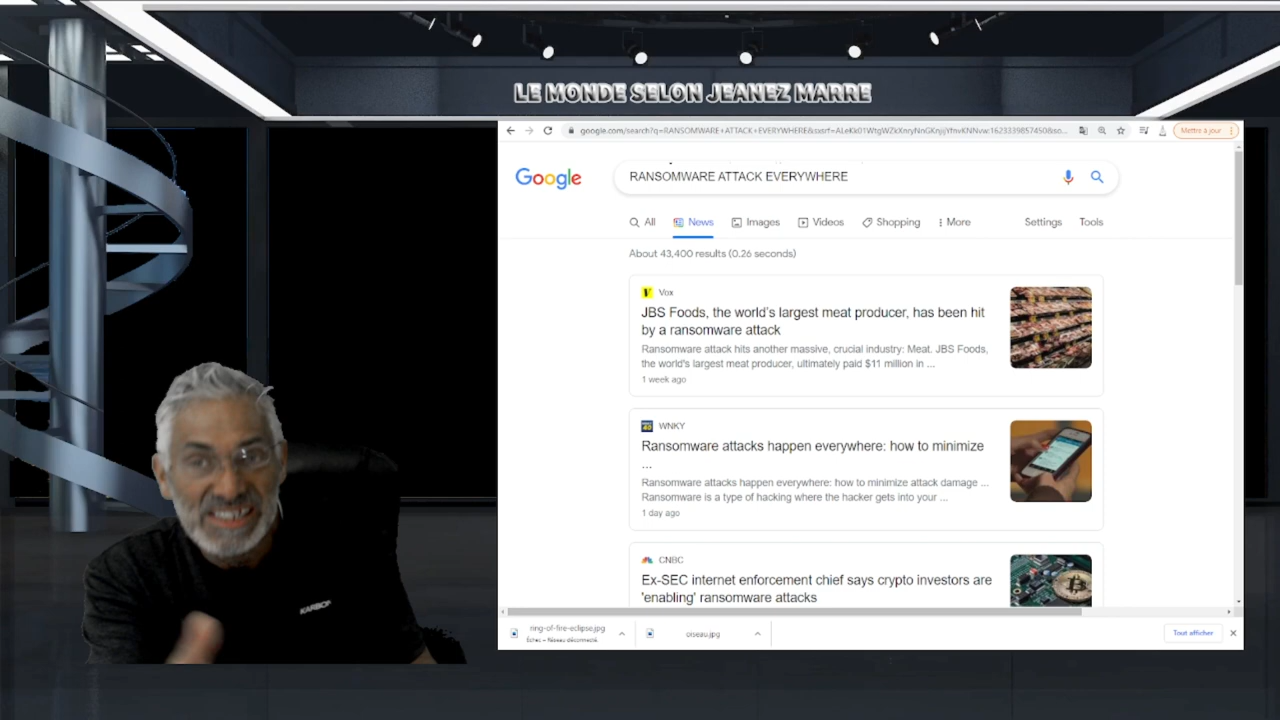 LE MONDE SELON JEANEZ MARRE
Mettre à jour
Google
RANSOMWARE ATTACK EVERYWHERE
All News Images Videos Shopping More Settings Tools
About 43,400 results (0.26 seconds)
Vox
JBS Foods, the world's largest meat producer, has been hit
by a ransomware attack
Ransomware attack hits another massive, crucial industry: Meat. JBS Foods,
the world's largest meat producer, ultimately paid $11 million in ...
1 week ago
WNKY
Ransomware attacks happen everywhere: how to minimize
...
Ransomware attacks happen everywhere: how to minimize attack damage ...
Ransomware is a type of hacking where the hacker gets into your ...
1 day ago
CNBC
Ex-SEC internet enforcement chief says crypto investors are
'enabling' ransomware attacks
ring-of-fire-eclipse.jpg
Échec - Réseau déconnecté
oiseau.jpg
Tout afficher